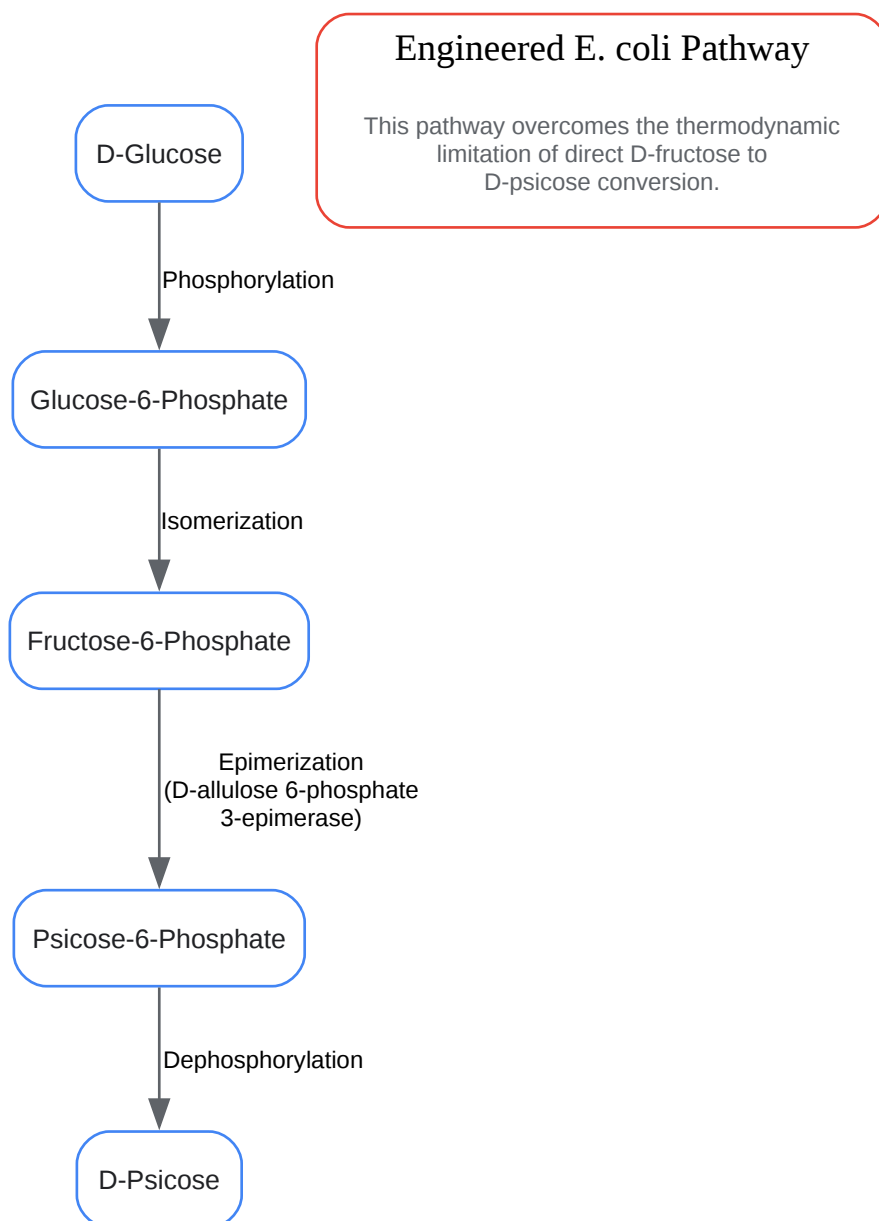 Engineered E. coli Pathway
This pathway overcomes the thermodynamic
limitation of direct D-fructose to
D-psicose conversion.
D-Glucose
Phosphorylation
Glucose-6-Phosphate
Isomerization
Fructose-6-Phosphate
Epimerization
(D-allulose 6-phosphate
3-epimerase)
Psicose-6-Phosphate
Dephosphorylation
D-Psicose